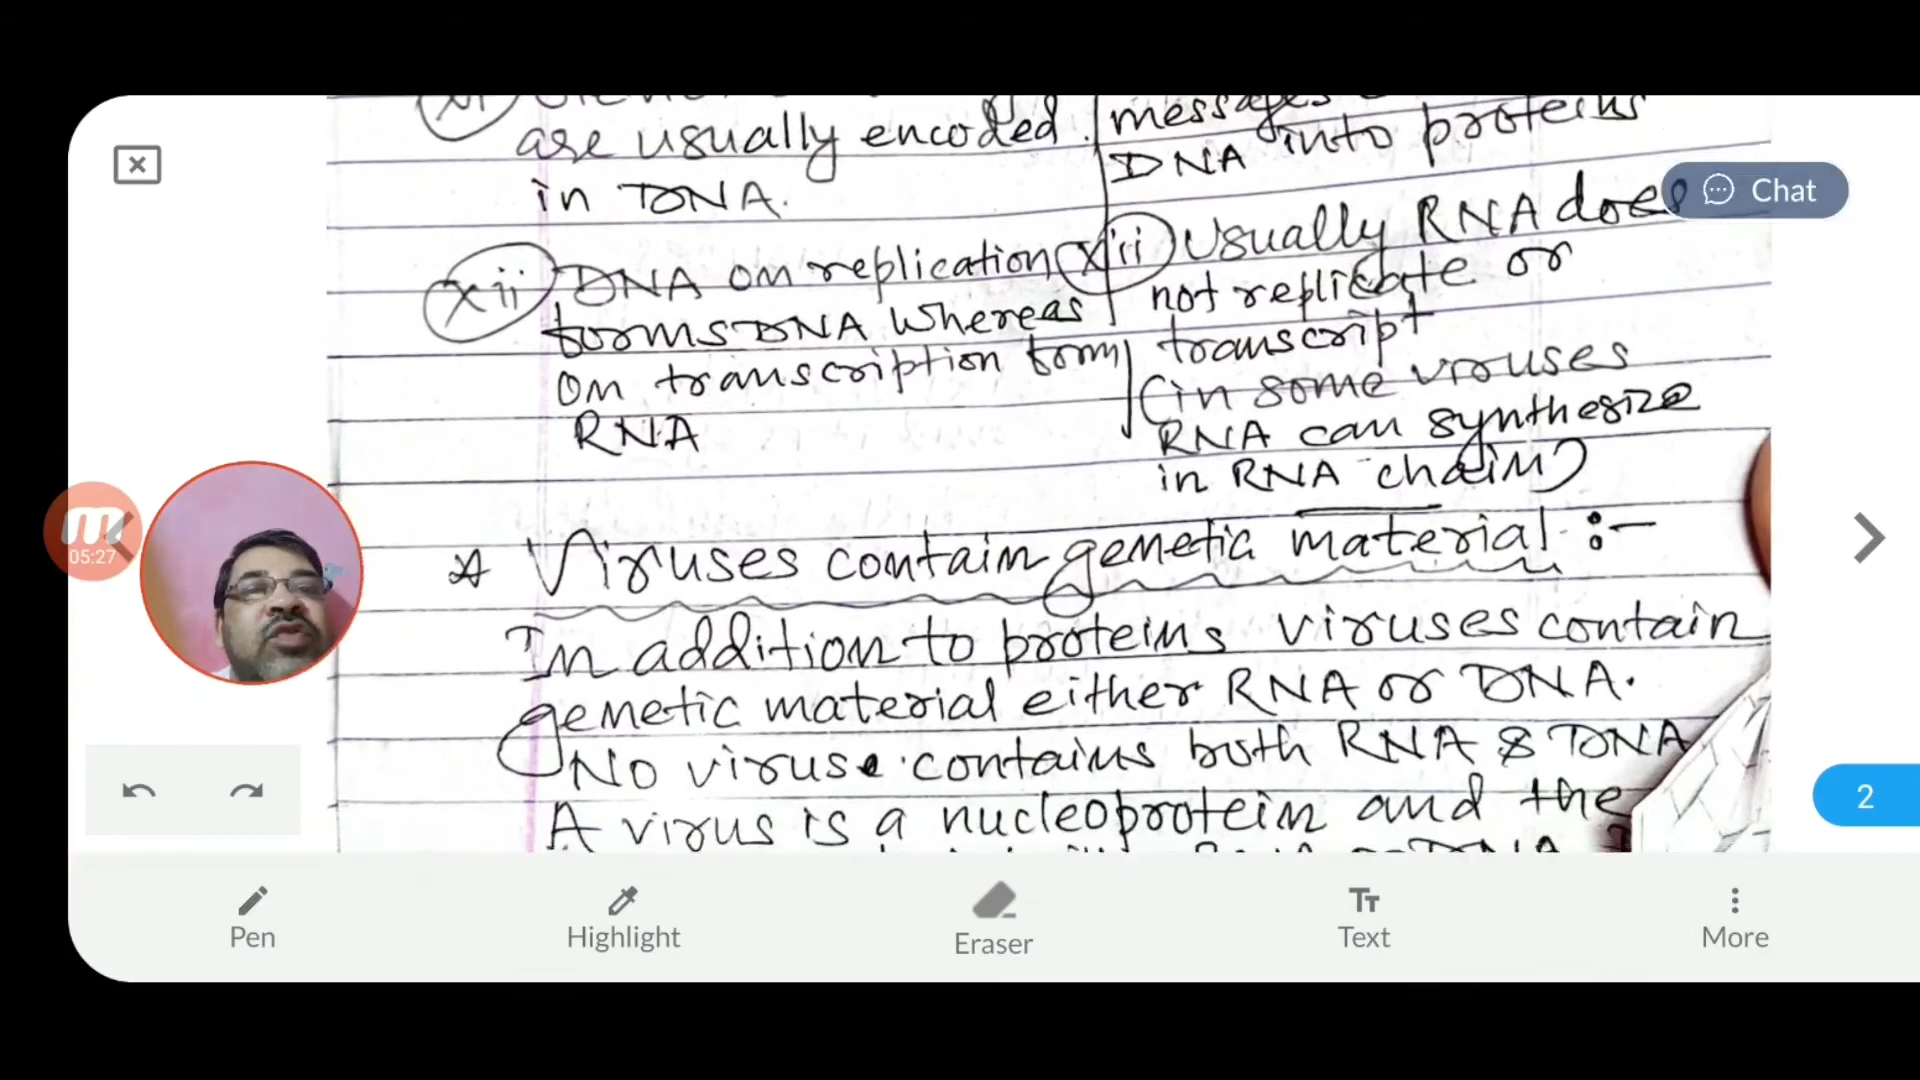 are usually encoded
in DNA.
messages
DNA into proteins
xii DNA on replication
forms DNA whereas
on transcription form
RNA
xii Usually RNA does
not replicate or
transcript
(in some viruses
RNA can synthesize
in RNA chain)
Viruses contain genetic material :-
In addition to proteins viruses contain
genetic material either RNA or DNA.
No viruse contains both RNA & DNA
A virus is a nucleoprotein and the
Chat
05:27
2
Pen
Highlight
Eraser
Text
More